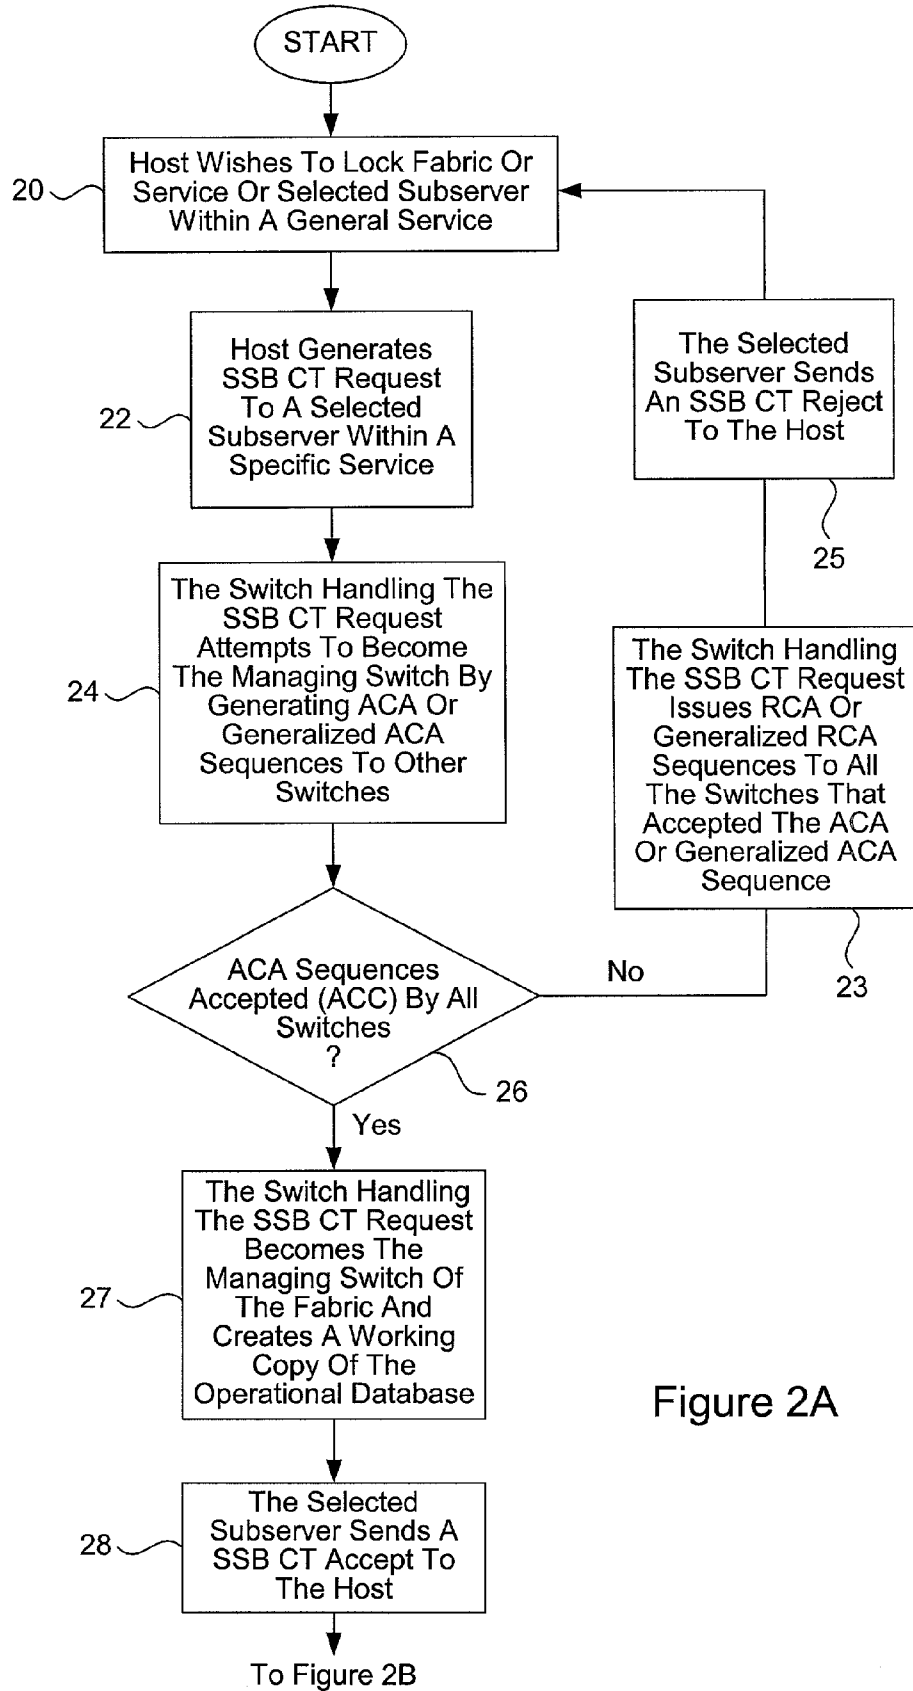 START
20
Host Wishes To Lock Fabric Or
Service Or Selected Subserver
Within A General Service
22
Host Generates
SSB CT Request
To A Selected
Subserver Within A
Specific Service
The Selected
Subserver Sends
An SSB CT Reject
To The Host
25
24
The Switch Handling The
SSB CT Request
Attempts To Become
The Managing Switch By
Generating ACA Or
Generalized ACA
Sequences To Other
Switches
The Switch Handling
The SSB CT Request
Issues RCA Or
Generalized RCA
Sequences To All
The Switches That
Accepted The ACA
Or Generalized ACA
Sequence
23
ACA Sequences
Accepted (ACC) By All
Switches
?
No
26
Yes
27
The Switch Handling
The SSB CT Request
Becomes The
Managing Switch Of
The Fabric And
Creates A Working
Copy Of The
Operational Database
Figure 2A
28
The Selected
Subserver Sends A
SSB CT Accept To
The Host
To Figure 2B